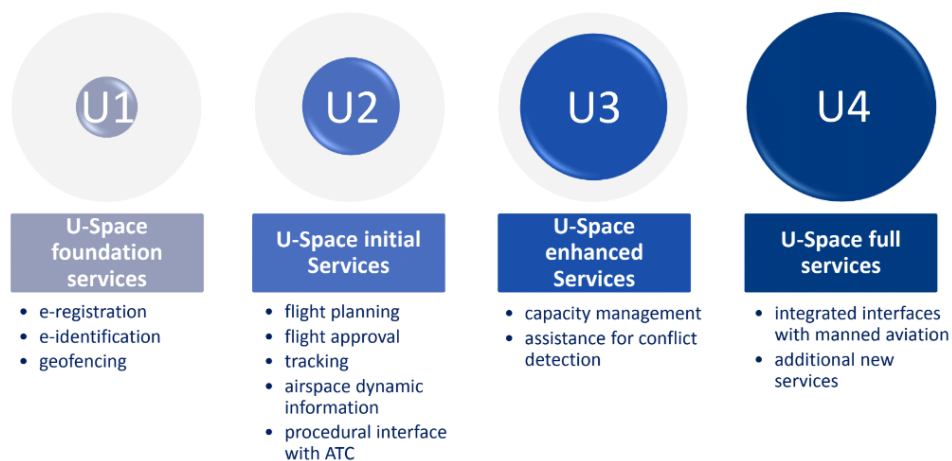 U1
U-Space
foundation
services
• e-registration
• e-identification
• geofencing
U2
U-Space initial
Services
• flight planning
• flight approval
• tracking
• airspace dynamic
information
• procedural interface
with ATC
U3
U-Space
enhanced
Services
• capacity management
• assistance for conflict
detection
U4
U-Space full
services
• integrated interfaces
with manned aviation
• additional new
services